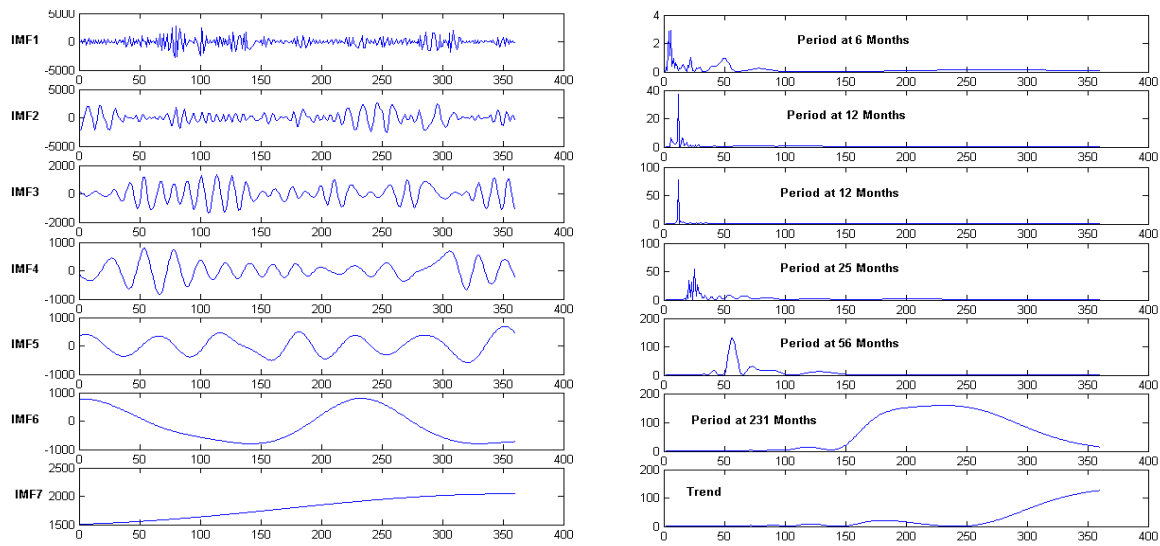 5000
IMF1 0
-5000
0 50 100 150 200 250 300 350 400
5000
IMF2 0
-5000
0 50 100 150 200 250 300 350 400
2000
IMF3 0
-2000
0 50 100 150 200 250 300 350 400
1000
IMF4 0
-1000
0 50 100 150 200 250 300 350 400
1000
IMF5 0
-1000
0 50 100 150 200 250 300 350 400
1000
IMF6 0
-1000
0 50 100 150 200 250 300 350 400
2500
IMF7 2000
1500
0 50 100 150 200 250 300 350 400
4
Period at 6 Months
2
0
0 50 100 150 200 250 300 350 400
40
Period at 12 Months
20
0
0 50 100 150 200 250 300 350 400
100
Period at 12 Months
50
0
0 50 100 150 200 250 300 350 400
100
Period at 25 Months
50
0
0 50 100 150 200 250 300 350 400
200
Period at 56 Months
100
0
0 50 100 150 200 250 300 350 400
200
Period at 231 Months
100
0
0 50 100 150 200 250 300 350 400
200
Trend
100
0
0 50 100 150 200 250 300 350 400